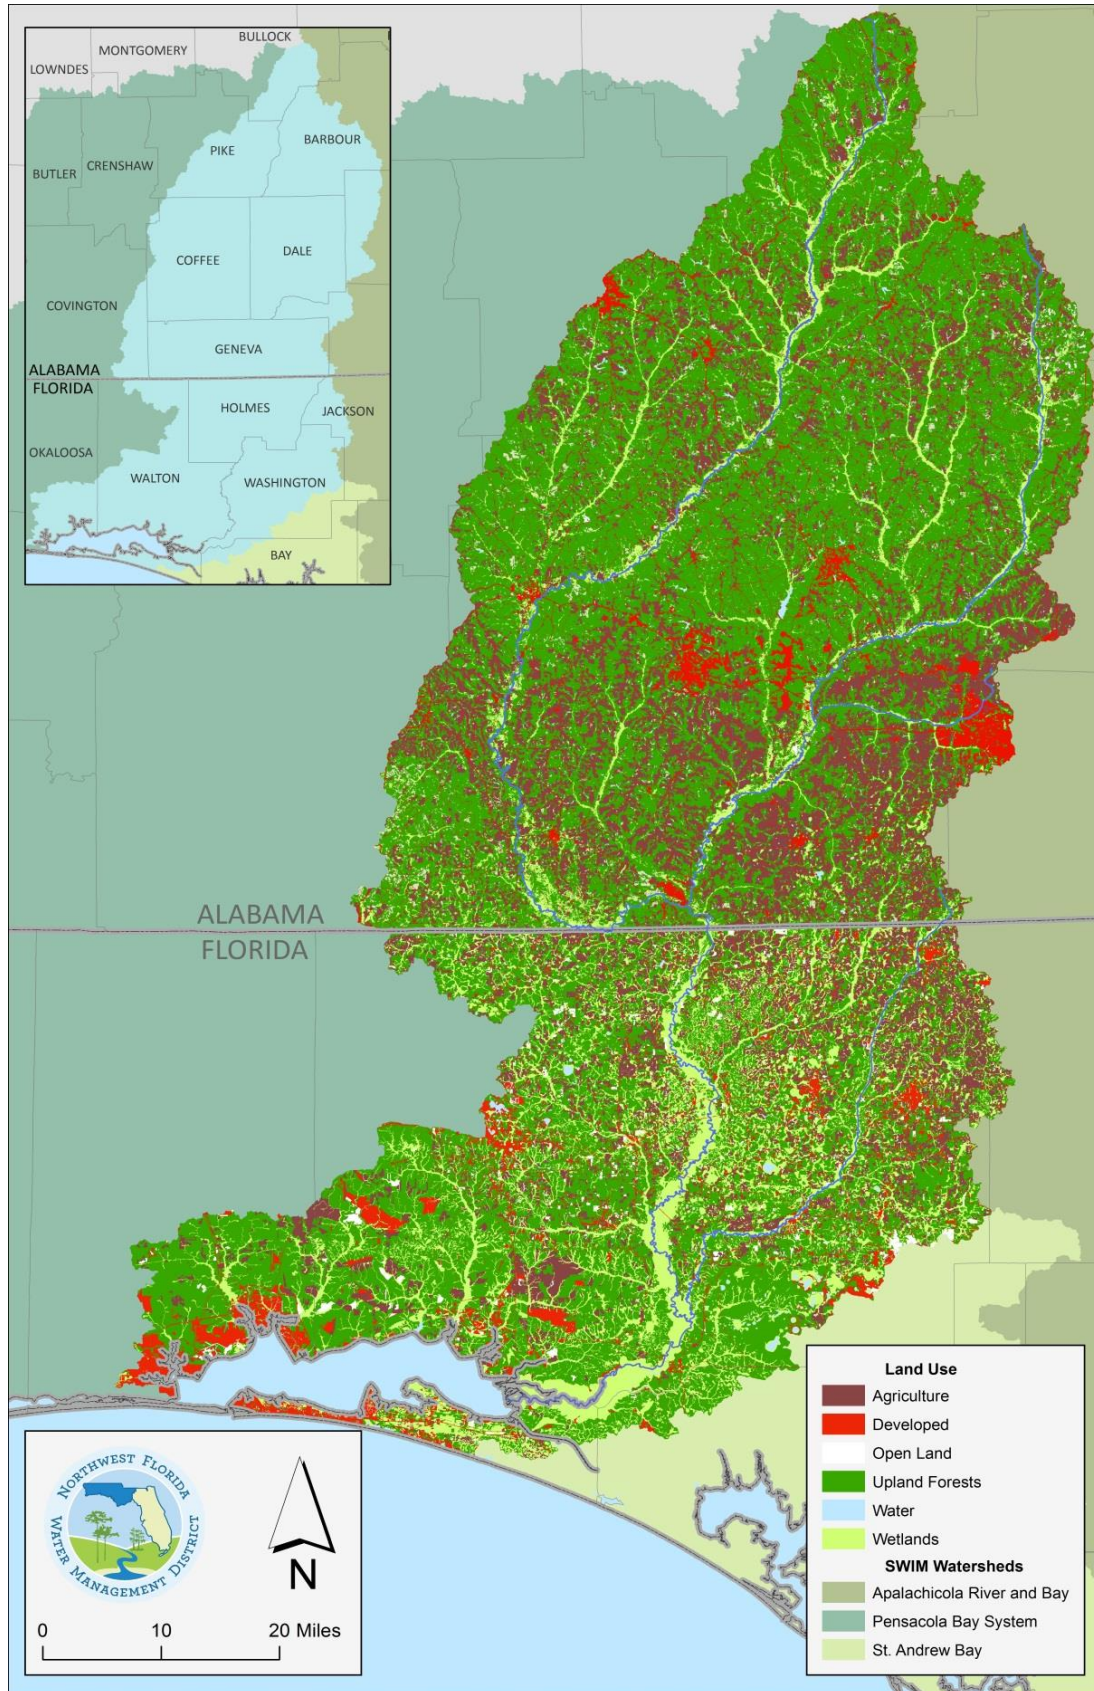 BULLOCK
MONTGOMERY
LOWNDES
BARBOUR
PIKE
CRENSHAW
BUTLER
COFFEE
DALE
COVINGTON
GENEVA
ALABAMA
FLORIDA
HOLMES
JACKSON
OKALOOSA
WALTON
WASHINGTON
BAY
ALABAMA
FLORIDA
Land Use
Agriculture
Developed
Open Land
Upland Forests
Water
Wetlands
SWIM Watersheds
Apalachicola River and Bay
Pensacola Bay System
St. Andrew Bay
NORTHWEST FLORIDA
WATER MANAGEMENT DISTRICT
N
0 10 20 Miles